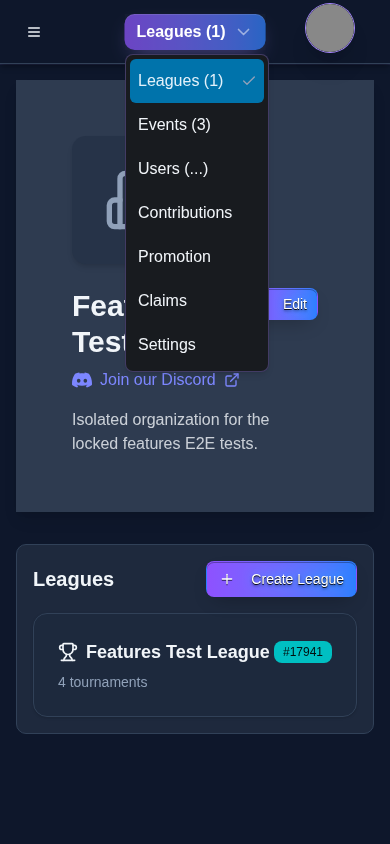 Leagues (1)
Leagues (1)
Events (3)
Users (...)
Contributions
Promotion
Claims
Settings
Edit
Join our Discord
Isolated organization for the
locked features E2E tests.
Leagues
Create League
Features Test League #17941
4 tournaments